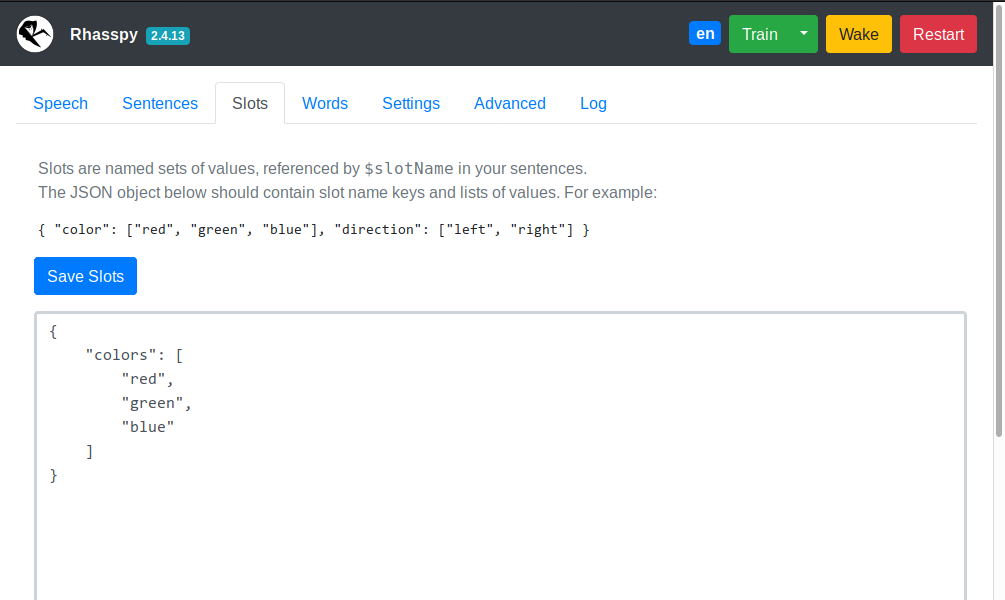 Rhasspy 2.4.13 en Train Wake Restart
Speech Sentences Slots Words Settings Advanced Log
Slots are named sets of values, referenced by $slotName in your sentences.
The JSON object below should contain slot name keys and lists of values. For example:
{ "color": ["red", "green", "blue"], "direction": ["left", "right"] }
Save Slots
{
    "colors": [
        "red",
        "green",
        "blue"
    ]
}